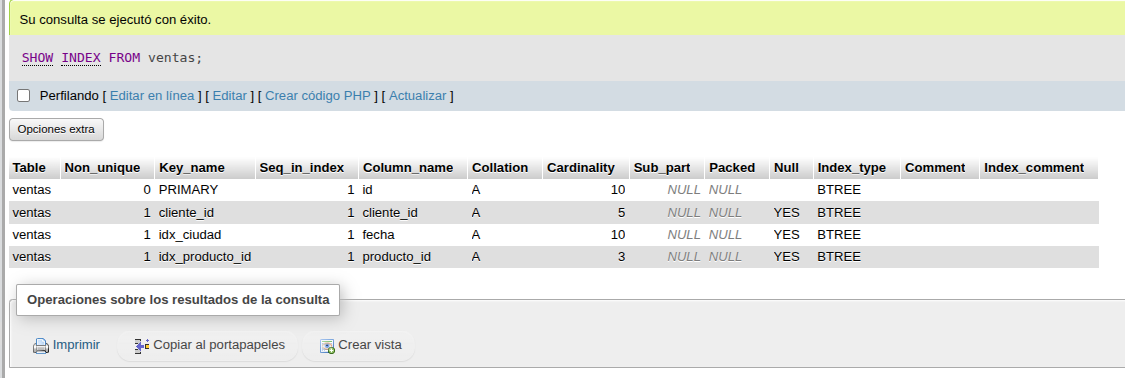 Su consulta se ejecutó con éxito.
SHOW INDEX FROM ventas;
Perfilando [ Editar en línea ] [ Editar ] [ Crear código PHP ] [ Actualizar ]
Opciones extra
Table Non_unique Key_name Seq_in_index Column_name Collation Cardinality Sub_part Packed Null Index_type Comment Index_comment
ventas 0 PRIMARY 1 id A 10 NULL NULL BTREE
ventas 1 cliente_id 1 cliente_id A 5 NULL NULL YES BTREE
ventas 1 idx_ciudad 1 fecha A 10 NULL NULL YES BTREE
ventas 1 idx_producto_id 1 producto_id A 3 NULL NULL YES BTREE
Operaciones sobre los resultados de la consulta
Imprimir Copiar al portapapeles Crear vista